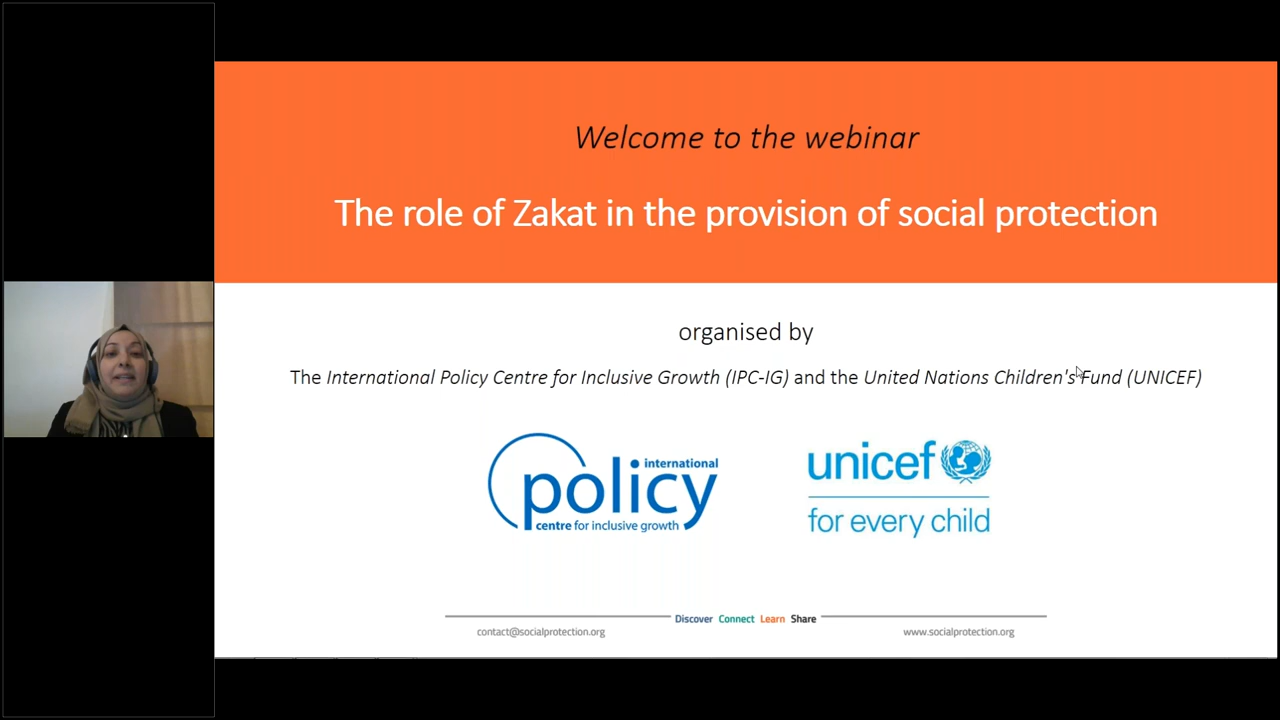 Welcome to the webinar
The role of Zakat in the provision of social protection
organised by
The International Policy Centre for Inclusive Growth (IPC-IG) and the United Nations Children's Fund (UNICEF)
international
policy
centre for inclusive growth
unicef
for every child
Discover Connect Learn Share
contact@socialprotection.org
www.socialprotection.org